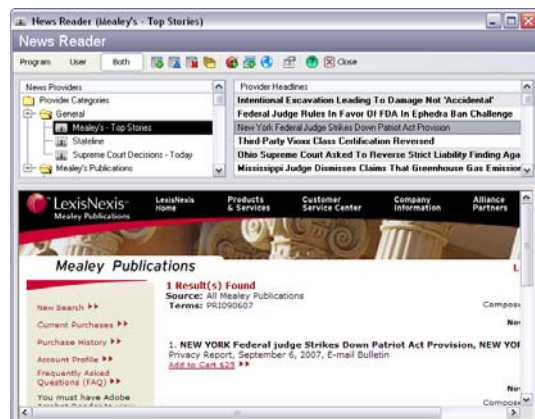 News Reader (Mealey's - Top Stories)
News Reader
Program User Both Close
News Providers
Provider Categories
General
Mealey's - Top Stories
Stateline
Supreme Court Decisions - Today
Mealey's Publications
Provider Headlines
Intentional Excavation Leading To Damage Not 'Accidental'
Federal Judge Rules In Favor Of FDA In Ephedra Ban Challenge
New York Federal Judge Strikes Down Patriot Act Provision
Third-Party Vioxx Class Certification Reversed
Ohio Supreme Court Asked To Reverse Strict Liability Finding Aga
Mississippi Judge Dismisses Claims That Greenhouse Gas Emission
LexisNexis™
Mealey Publications
LexisNexis Home
Products & Services
Customer Service Center
Company Information
Alliance Partners
Mealey Publications
L
New Search
Current Purchases
Purchase History
Account Profile
Frequently Asked
Questions (FAQ)
You must have Adobe
1 Result(s) Found
Source: All Mealey Publications
Terms: PRI090607
Compose
No
1. NEW YORK Federal judge Strikes Down Patriot Act Provision, NEW YO
Privacy Report, September 6, 2007, E-mail Bulletin
Add to Cart $25
No
Compose